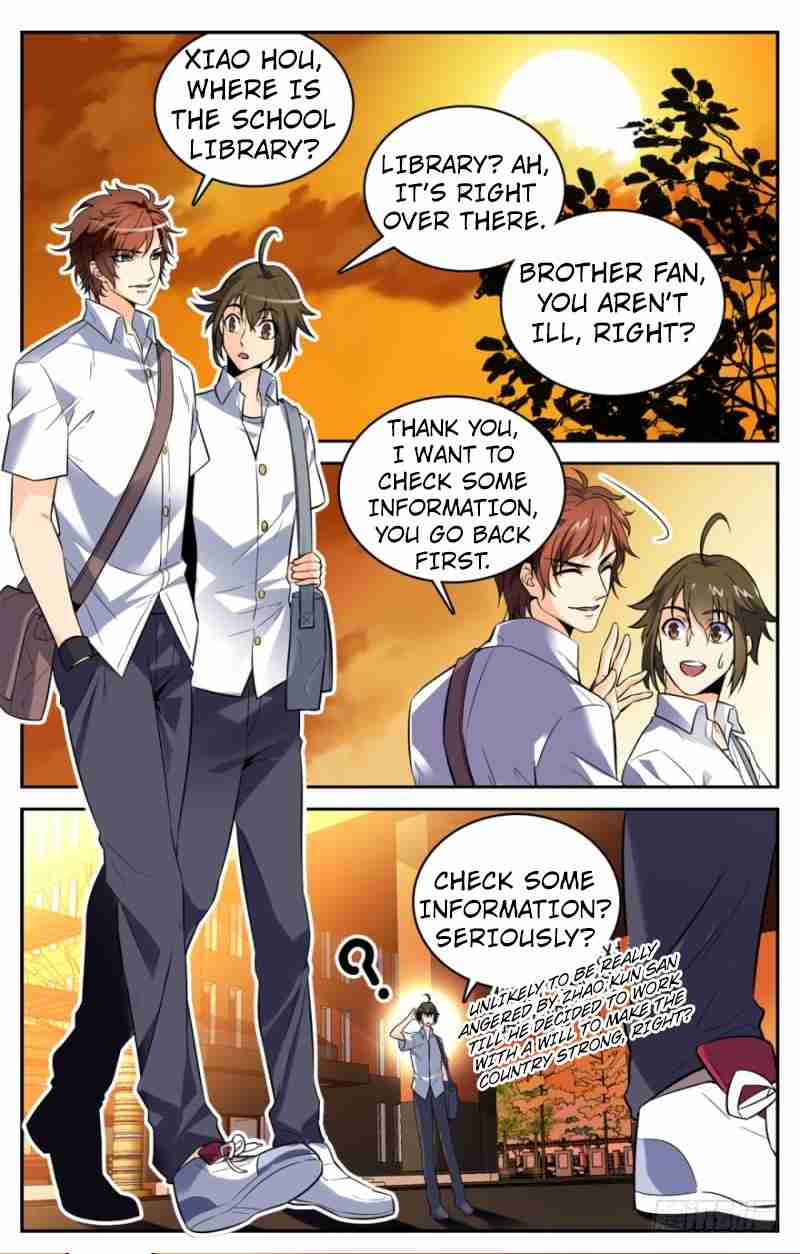 XIAO HOU,
WHERE IS
THE SCHOOL
LIBRARY?
LIBRARY? AH,
IT'S RIGHT
OVER THERE.
BROTHER FAN,
YOU AREN'T
ILL, RIGHT?
THANK YOU,
I WANT TO
CHECK SOME
INFORMATION,
YOU GO BACK
FIRST.
CHECK SOME
INFORMATION?
SERIOUSLY?
?
UNLIKELY TO BE REALLY
ANGERED BY ZHAO KUN SAN
TILL HE DECIDED TO WORK
WITH A WILL TO MAKE THE
COUNTRY STRONG, RIGHT?